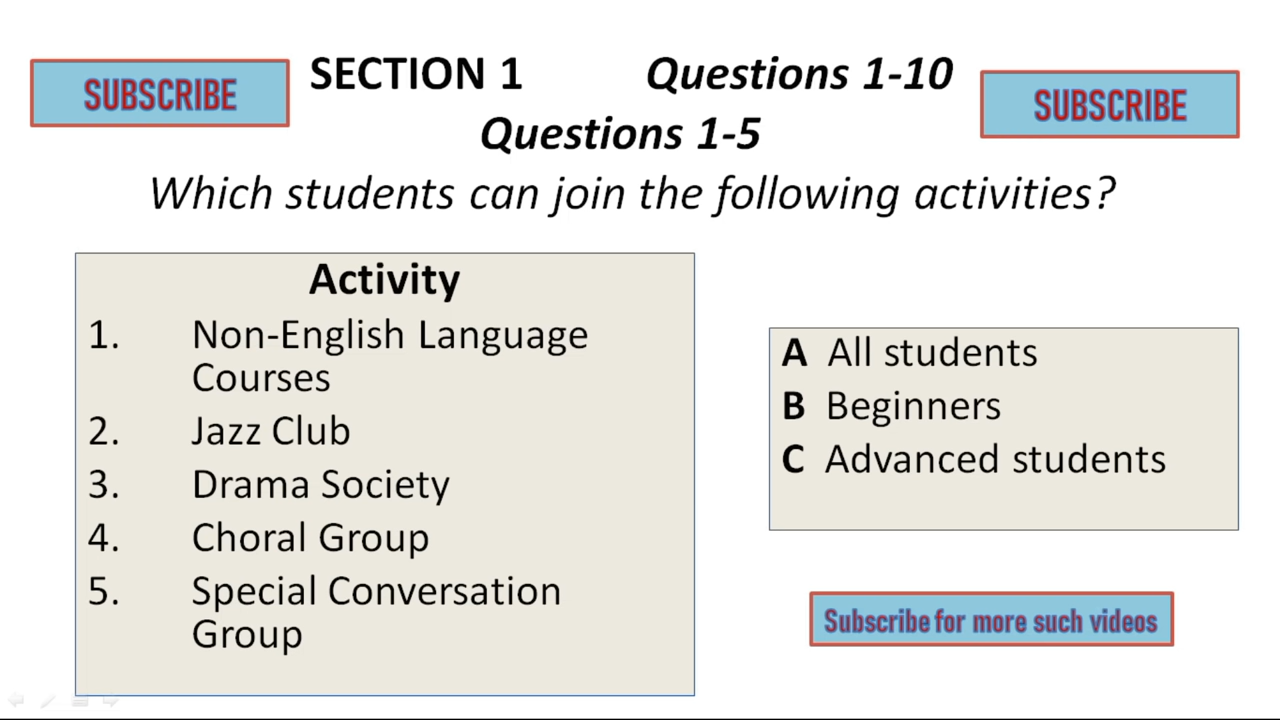 SUBSCRIBE
SECTION 1 Questions 1-10
SUBSCRIBE
Questions 1-5
Which students can join the following activities?
Activity
1. Non-English Language
Courses
2. Jazz Club
3. Drama Society
4. Choral Group
5. Special Conversation
Group
A All students
B Beginners
C Advanced students
Subscribe for more such videos